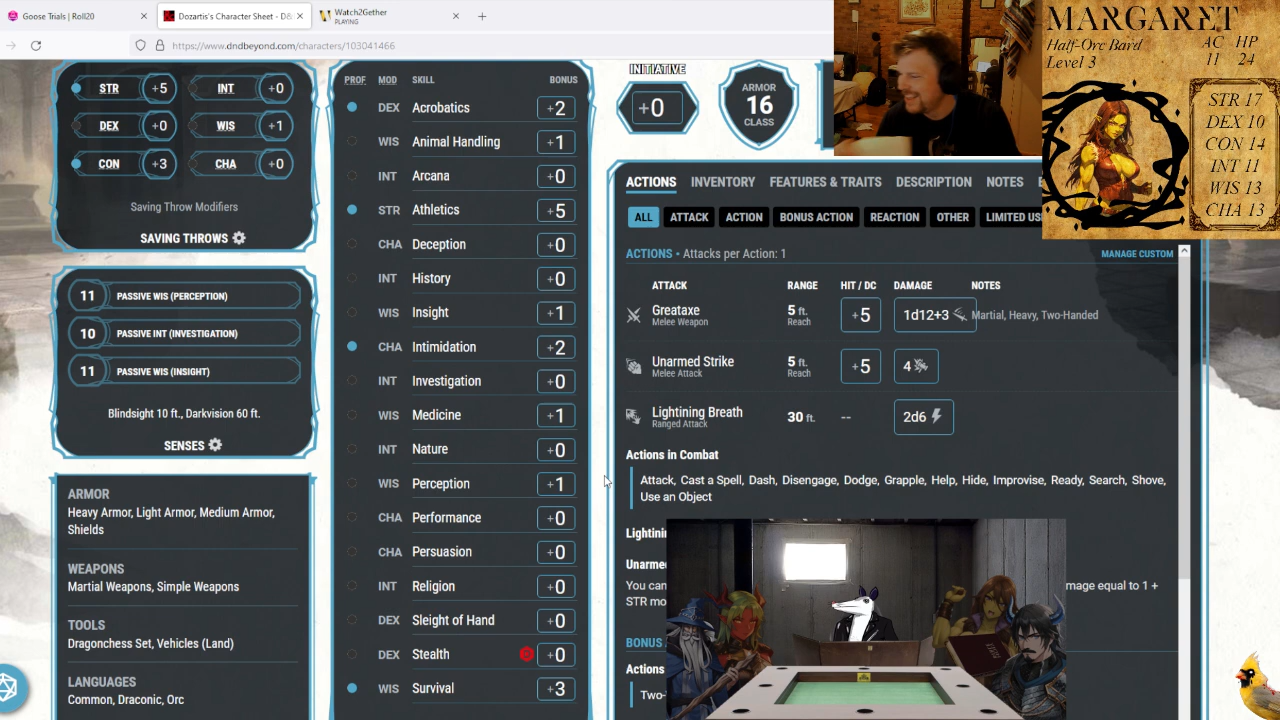 Goose Trials | Roll20
Dozartis's Character Sheet - D&
Watch2Gether
PLAYING
https://www.dndbeyond.com/characters/103041466
STR +5 INT +0
DEX +0 WIS +1
CON +3 CHA +0
Saving Throw Modifiers
SAVING THROWS
11 PASSIVE WIS (PERCEPTION)
10 PASSIVE INT (INVESTIGATION)
11 PASSIVE WIS (INSIGHT)
Blindsight 10 ft., Darkvision 60 ft.
SENSES
ARMOR
Heavy Armor, Light Armor, Medium Armor,
Shields
WEAPONS
Martial Weapons, Simple Weapons
TOOLS
Dragonchess Set, Vehicles (Land)
LANGUAGES
Common, Draconic, Orc
PROF. MOD SKILL BONUS
DEX Acrobatics +2
WIS Animal Handling +1
INT Arcana +0
STR Athletics +5
CHA Deception +0
INT History +0
WIS Insight +1
CHA Intimidation +2
INT Investigation +0
WIS Medicine +1
INT Nature +0
WIS Perception +1
CHA Performance +0
CHA Persuasion +0
INT Religion +0
DEX Sleight of Hand +0
DEX Stealth +0
WIS Survival +3
INITIATIVE
+0
ARMOR
16
CLASS
ACTIONS INVENTORY FEATURES & TRAITS DESCRIPTION NOTES
ALL ATTACK ACTION BONUS ACTION REACTION OTHER LIMITED US
ACTIONS • Attacks per Action: 1
MANAGE CUSTOM
ATTACK RANGE HIT / DC DAMAGE NOTES
Greataxe 5 ft. +5 1d12+3 Martial, Heavy, Two-Handed
Melee Weapon Reach
Unarmed Strike 5 ft. +5 4
Melee Attack Reach
Lightning Breath 30 ft. -- 2d6
Ranged Attack
Actions in Combat
Attack, Cast a Spell, Dash, Disengage, Dodge, Grapple, Help, Hide, Improvise, Ready, Search, Shove,
Use an Object
Lightnin
Unarme
You can mage equal to 1 +
STR mo
BONUS
Actions
Two-
MARGARET
Half-Orc Bard
Level 3
AC HP
11 24
STR 17
DEX 10
CON 14
INT 11
WIS 13
CHA 13